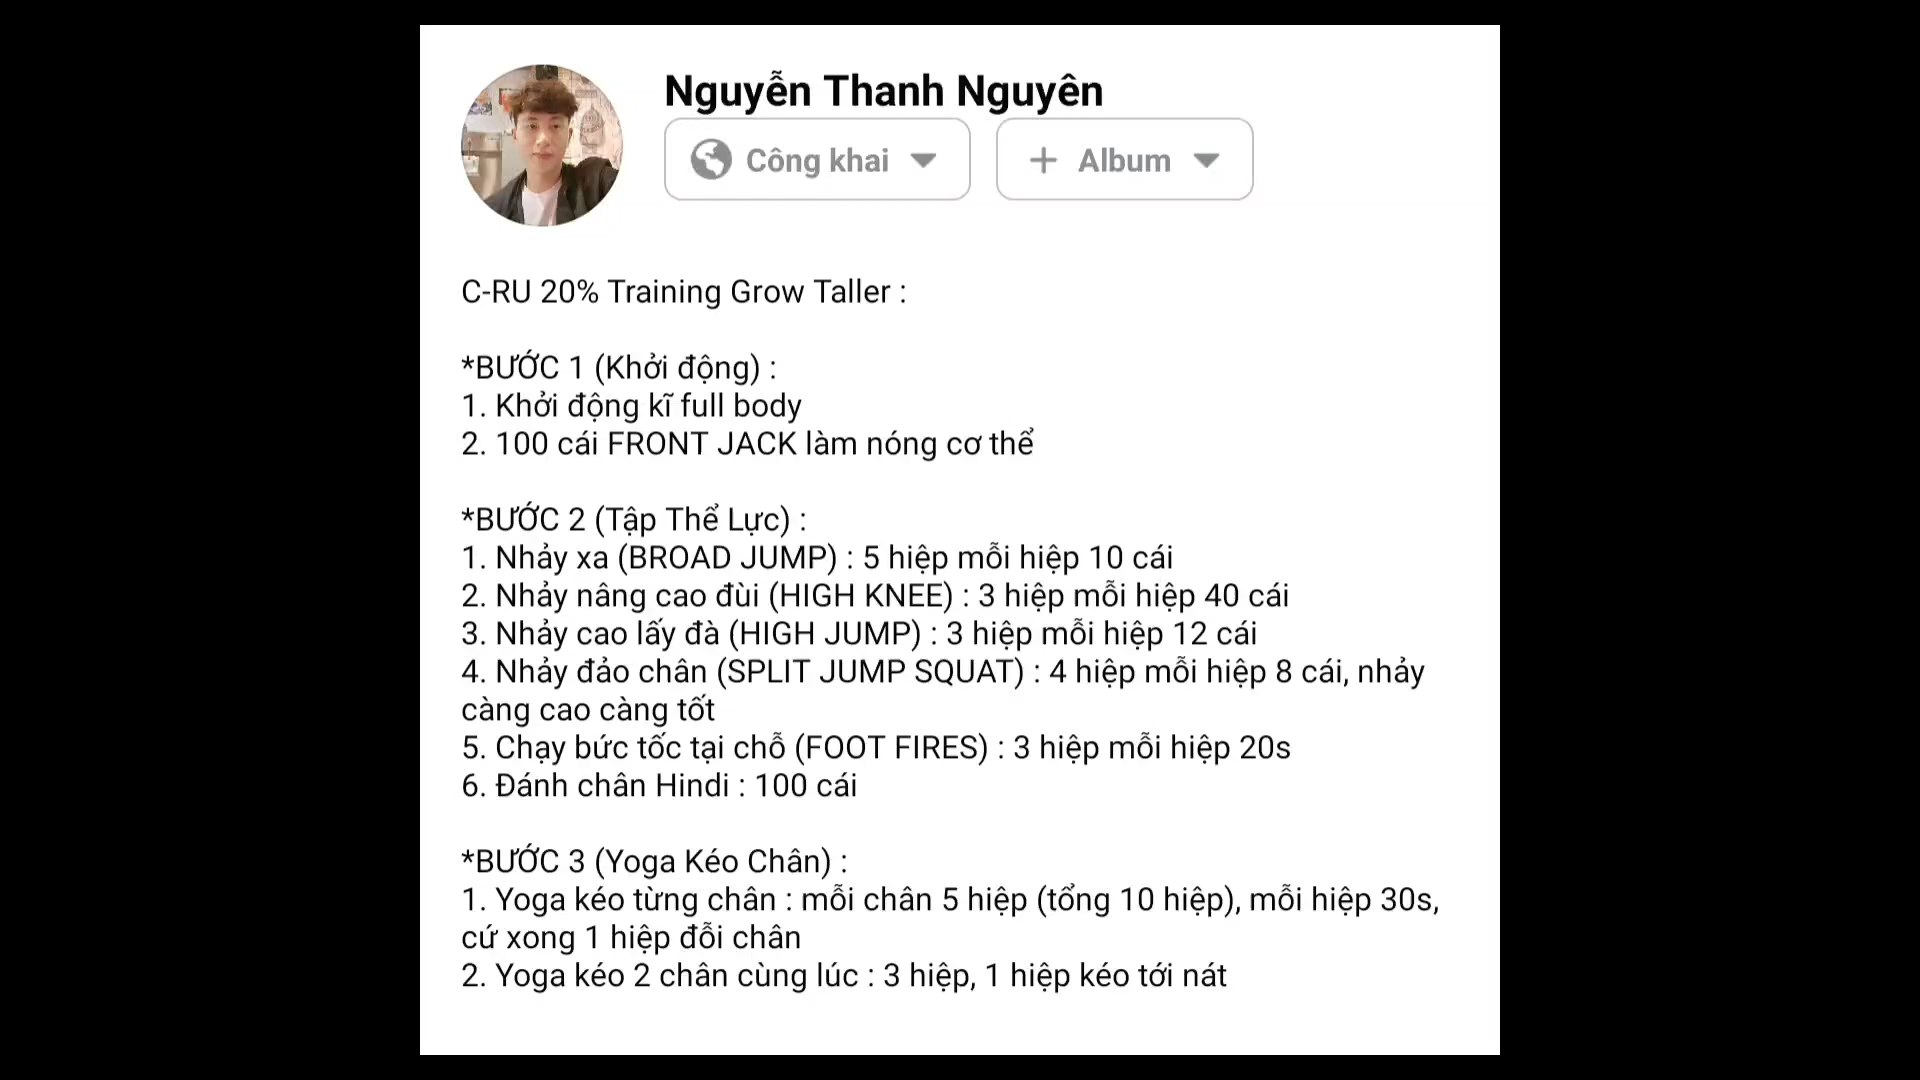 Nguyễn Thanh Nguyên
Công khai
+ Album
C-RU 20% Training Grow Taller :
*BƯỚC 1 (Khởi động) :
1. Khởi động kĩ full body
2. 100 cái FRONT JACK làm nóng cơ thể
*BƯỚC 2 (Tập Thể Lực) :
1. Nhảy xa (BROAD JUMP) : 5 hiệp mỗi hiệp 10 cái
2. Nhảy nâng cao đùi (HIGH KNEE) : 3 hiệp mỗi hiệp 40 cái
3. Nhảy cao lấy đà (HIGH JUMP) : 3 hiệp mỗi hiệp 12 cái
4. Nhảy đảo chân (SPLIT JUMP SQUAT) : 4 hiệp mỗi hiệp 8 cái, nhảy
càng cao càng tốt
5. Chạy bức tốc tại chỗ (FOOT FIRES) : 3 hiệp mỗi hiệp 20s
6. Đánh chân Hindi : 100 cái
*BƯỚC 3 (Yoga Kéo Chân) :
1. Yoga kéo từng chân : mỗi chân 5 hiệp (tổng 10 hiệp), mỗi hiệp 30s,
cứ xong 1 hiệp đỗi chân
2. Yoga kéo 2 chân cùng lúc : 3 hiệp, 1 hiệp kéo tới nát